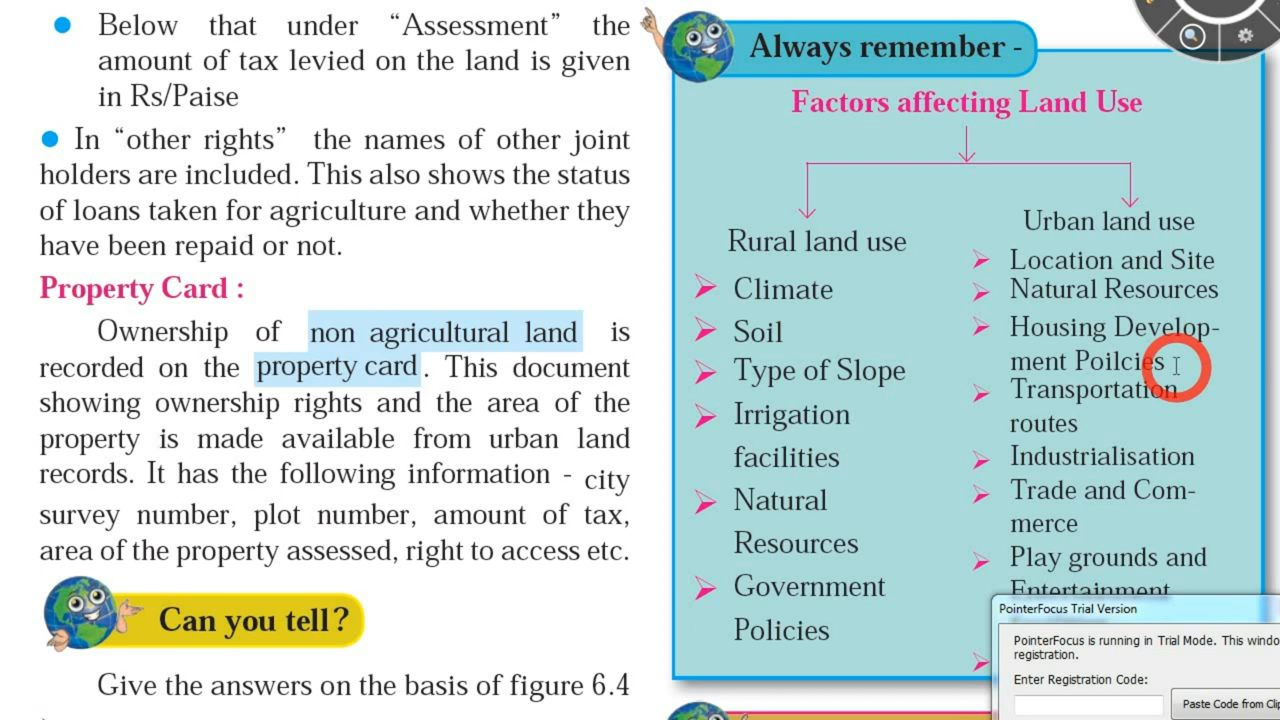 Below that under “Assessment” the
amount of tax levied on the land is given
in Rs/Paise
In “other rights” the names of other joint
holders are included. This also shows the status
of loans taken for agriculture and whether they
have been repaid or not.
Property Card :
Ownership of non agricultural land is
recorded on the property card. This document
showing ownership rights and the area of the
property is made available from urban land
records. It has the following information - city
survey number, plot number, amount of tax,
area of the property assessed, right to access etc.
Can you tell?
Give the answers on the basis of figure 6.4
Always remember -
Factors affecting Land Use
Rural land use
Climate
Soil
Type of Slope
Irrigation
facilities
Natural
Resources
Government
Policies
Urban land use
Location and Site
Natural Resources
Housing Develop-
ment Poilcies
Transportation
routes
Industrialisation
Trade and Com-
merce
Play grounds and
Entertainment
PointerFocus Trial Version
PointerFocus is running in Trial Mode. This windo
registration.
Enter Registration Code:
Paste Code from Clip